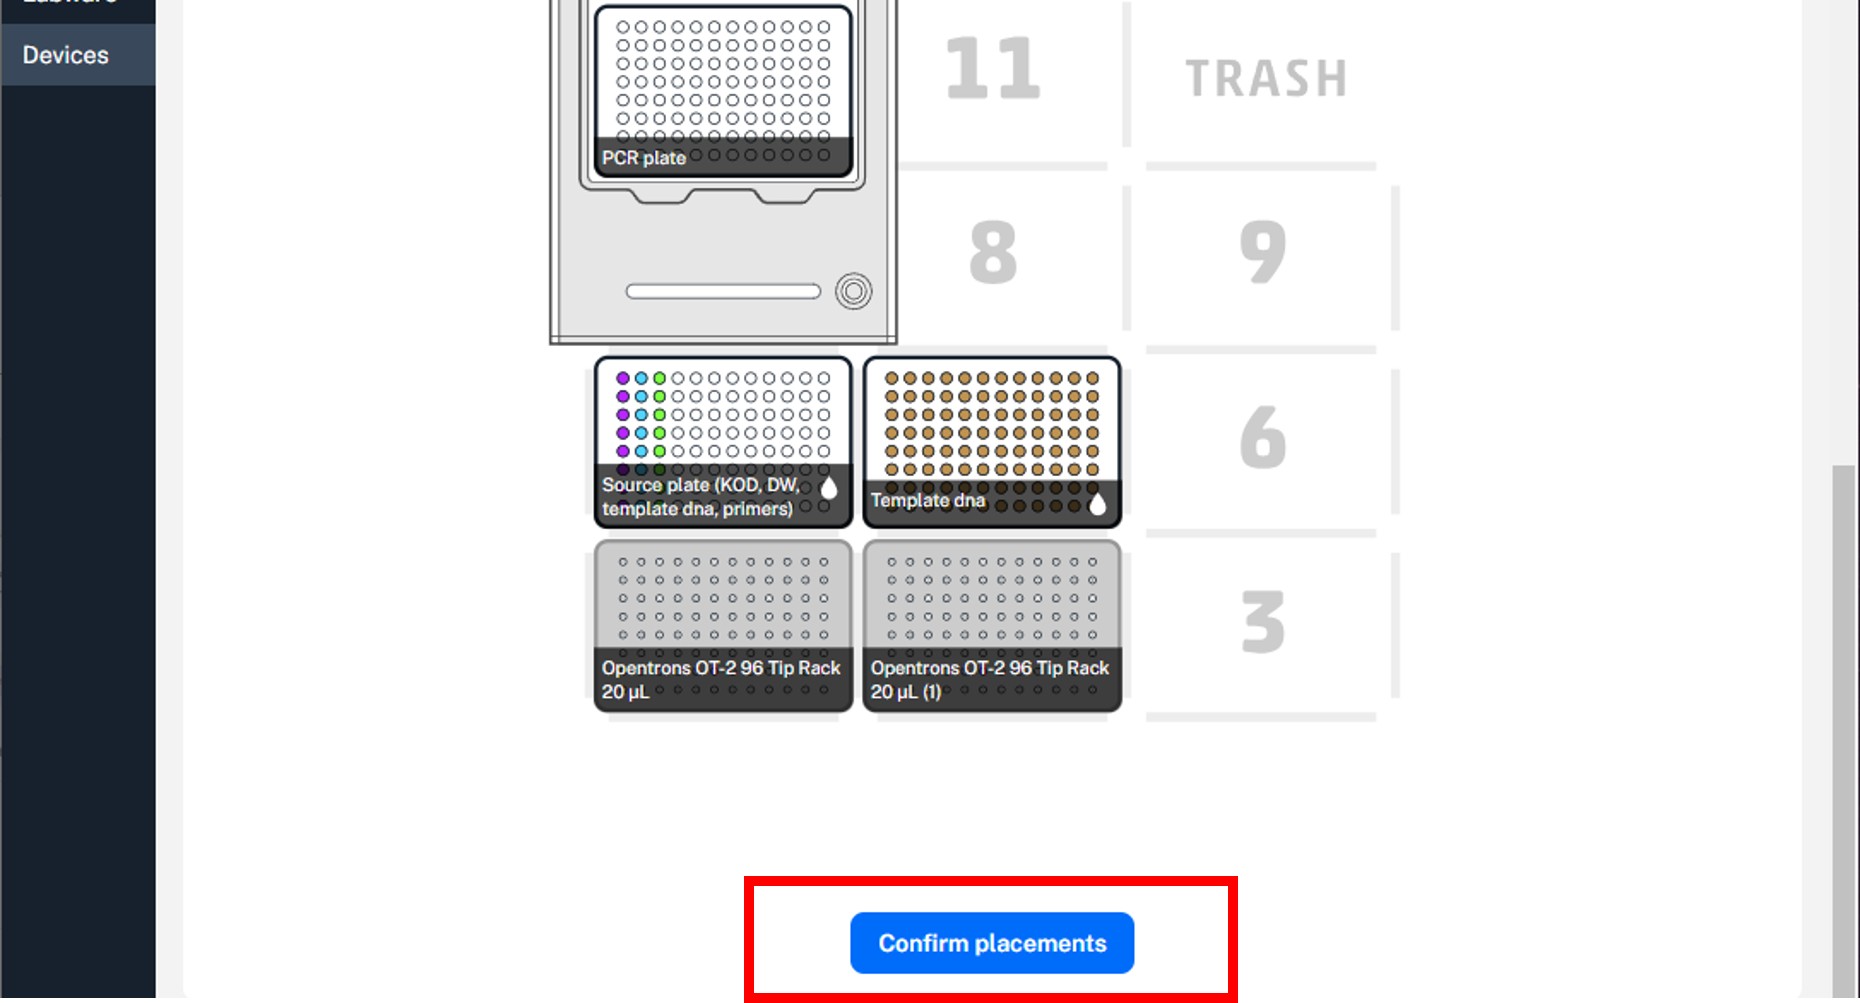 Labware
Devices
11
TRASH
PCR plate
8
9
Source plate (KOD, DW,
template dna, primers)
Template dna
6
Opentrons OT-2 96 Tip Rack
20 µL
Opentrons OT-2 96 Tip Rack
20 µL (1)
3
Confirm placements